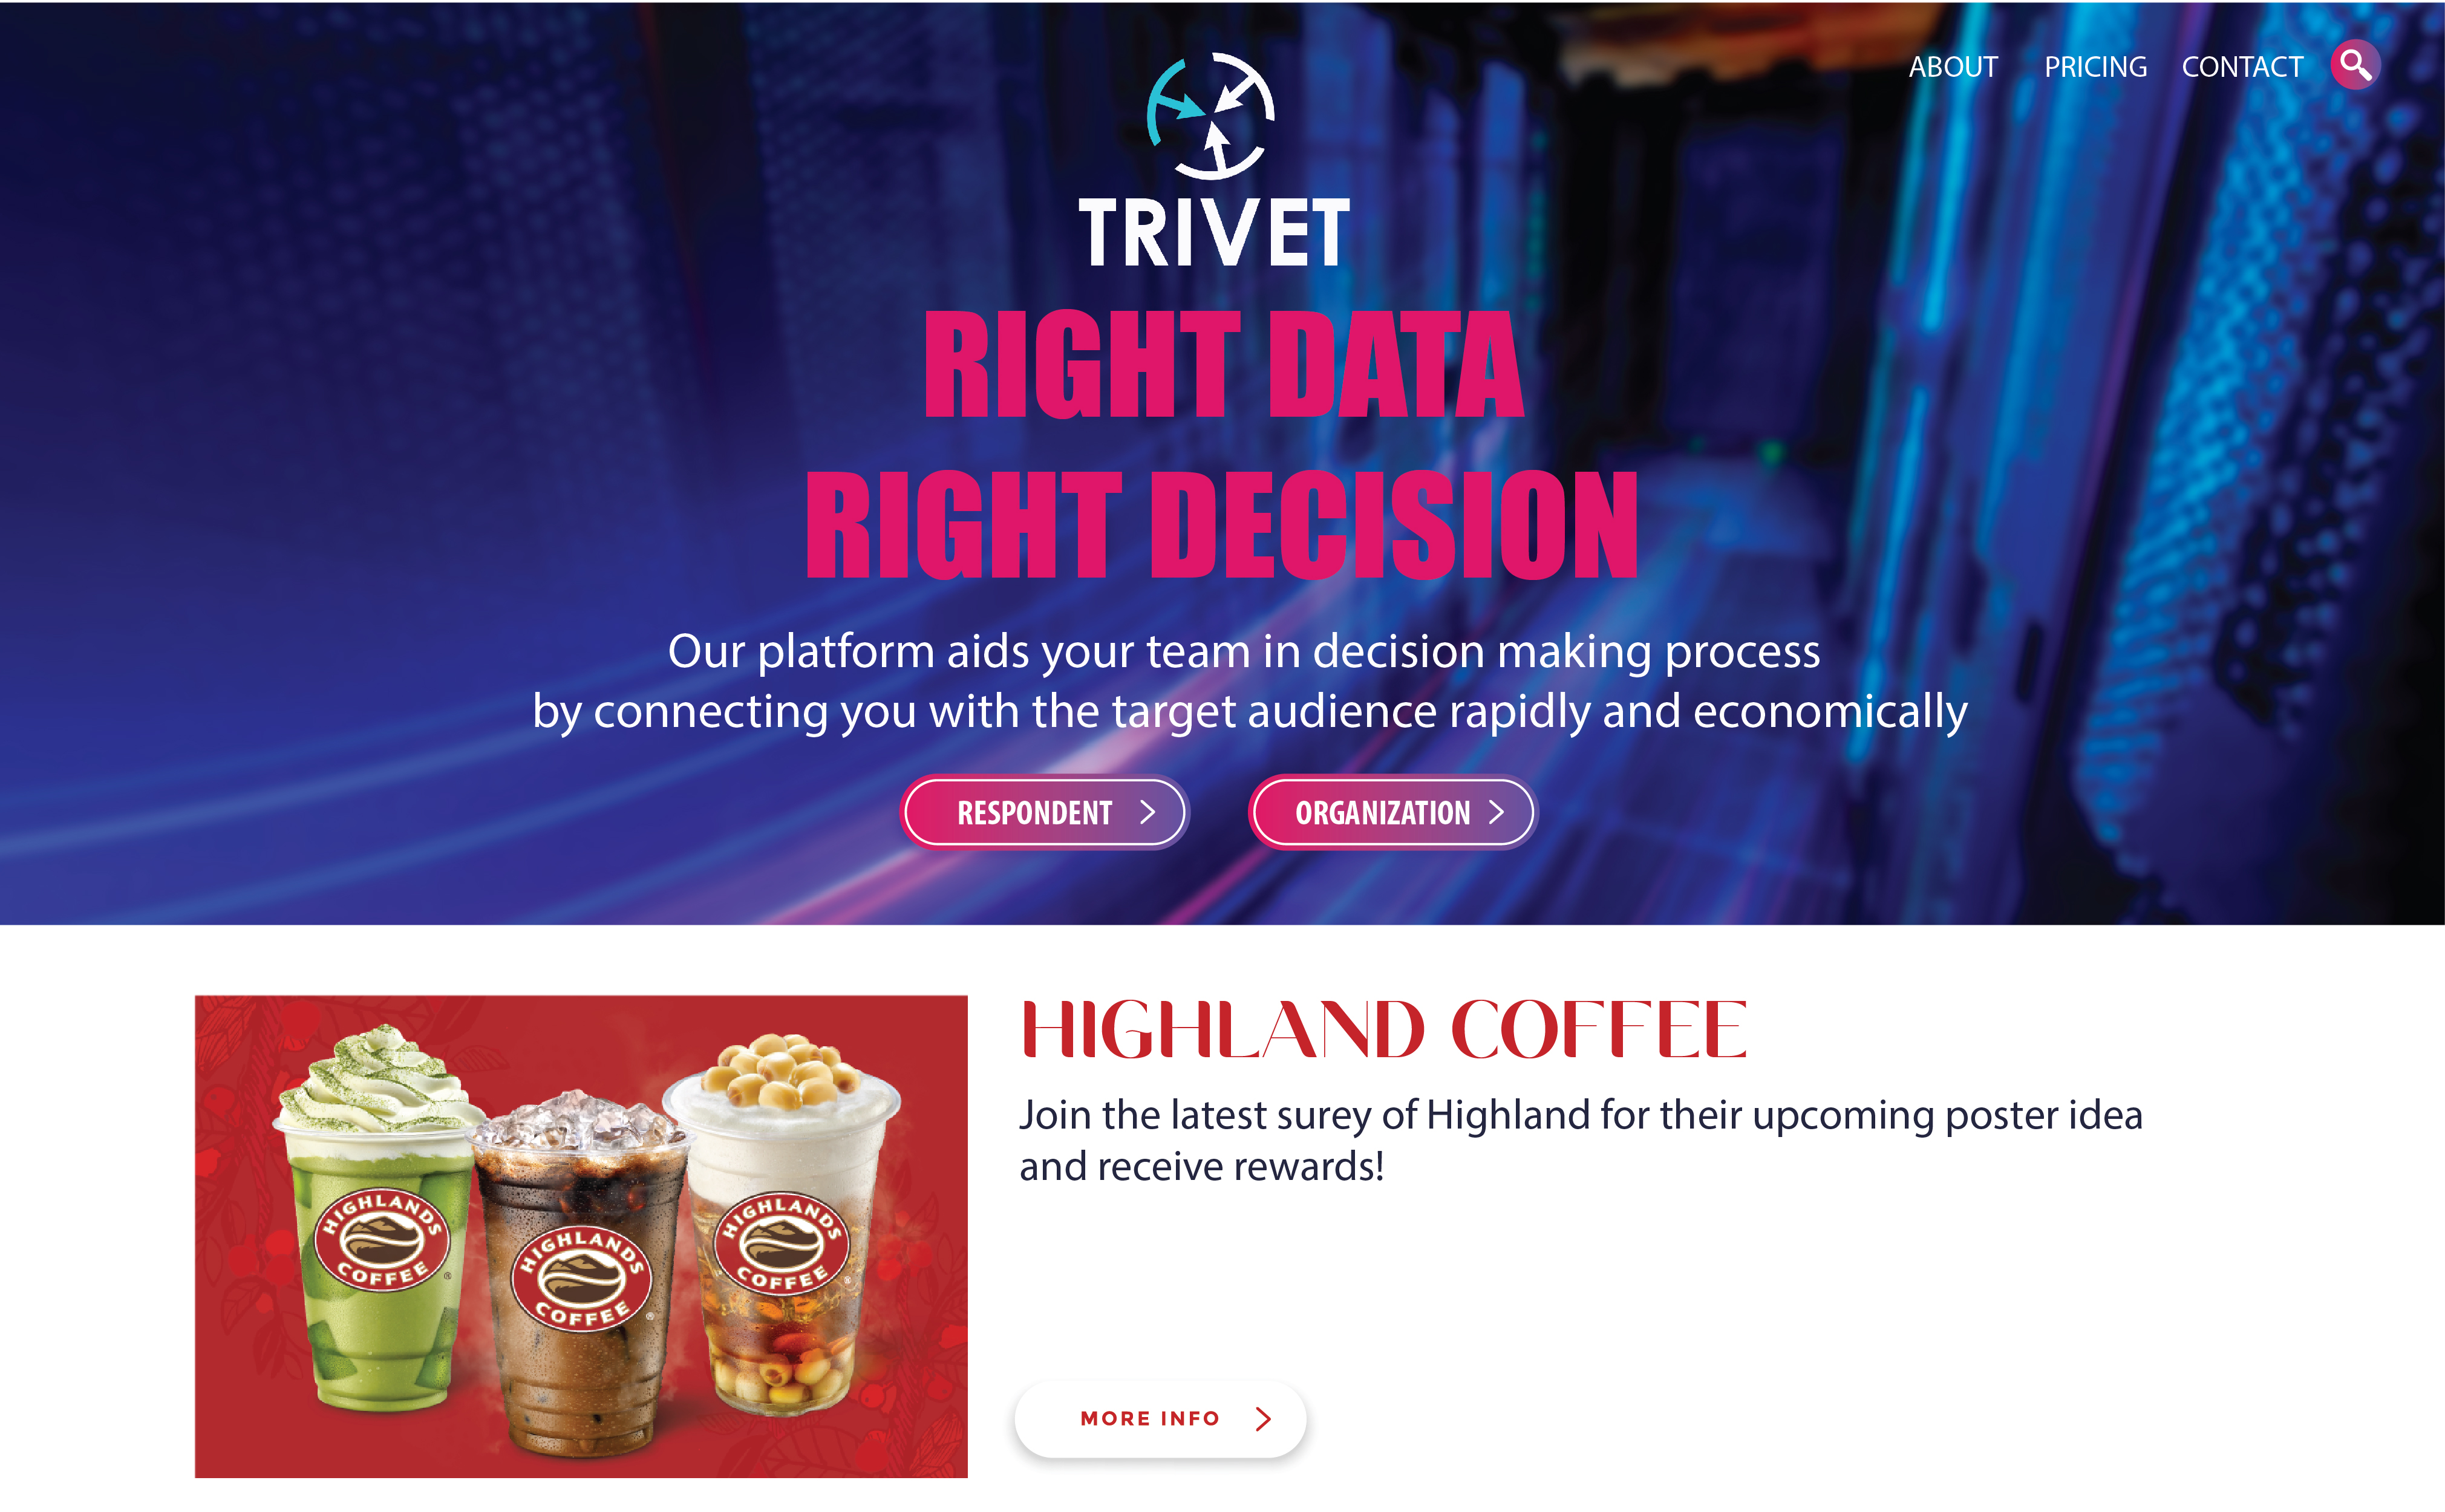 ABOUT PRICING CONTACT
TRIVET
RIGHT DATA
RIGHT DECISION
Our platform aids your team in decision making process
by connecting you with the target audience rapidly and economically
RESPONDENT
ORGANIZATION
HIGHLAND COFFEE
Join the latest surey of Highland for their upcoming poster idea
and receive rewards!
HIGHLANDS
COFFEE
®
HIGHLANDS
COFFEE
®
HIGHLANDS
COFFEE
®
MORE INFO